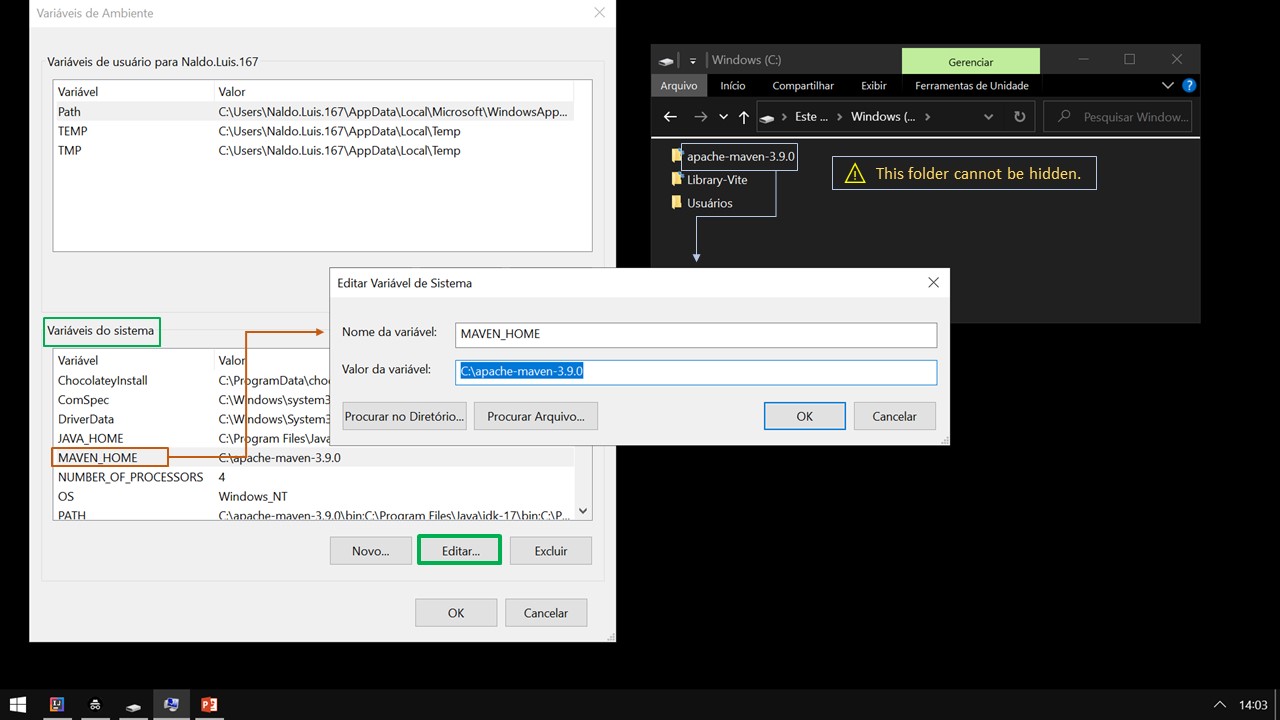 Variáveis de Ambiente
Variáveis de usuário para Naldo.Luis.167
Variável Valor
Path C:\Users\Naldo.Luis.167\AppData\Local\Microsoft\WindowsApp...
TEMP C:\Users\Naldo.Luis.167\AppData\Local\Temp
TMP C:\Users\Naldo.Luis.167\AppData\Local\Temp
Variáveis do sistema
Variável Valor
ChocolateyInstall C:\ProgramData\choc
ComSpec C:\Windows\system3
DriverData C:\Windows\System3
JAVA_HOME C:\Program Files\Java
MAVEN_HOME C:\apache-maven-3.9.0
NUMBER_OF_PROCESSORS 4
OS Windows_NT
PATH C:\apache-maven-3.9.0\bin;C:\Program Files\Java\jdk-17\bin;C:\P...
Novo... Editar... Excluir
OK Cancelar
Editar Variável de Sistema
Nome da variável: MAVEN_HOME
Valor da variável: C:\apache-maven-3.9.0
Procurar no Diretório... Procurar Arquivo... OK Cancelar
Windows (C:) Gerenciar
Arquivo Início Compartilhar Exibir Ferramentas de Unidade
Este ... Windows (... Pesquisar Window...
apache-maven-3.9.0
Library-Vite
Usuários
This folder cannot be hidden.
14:03